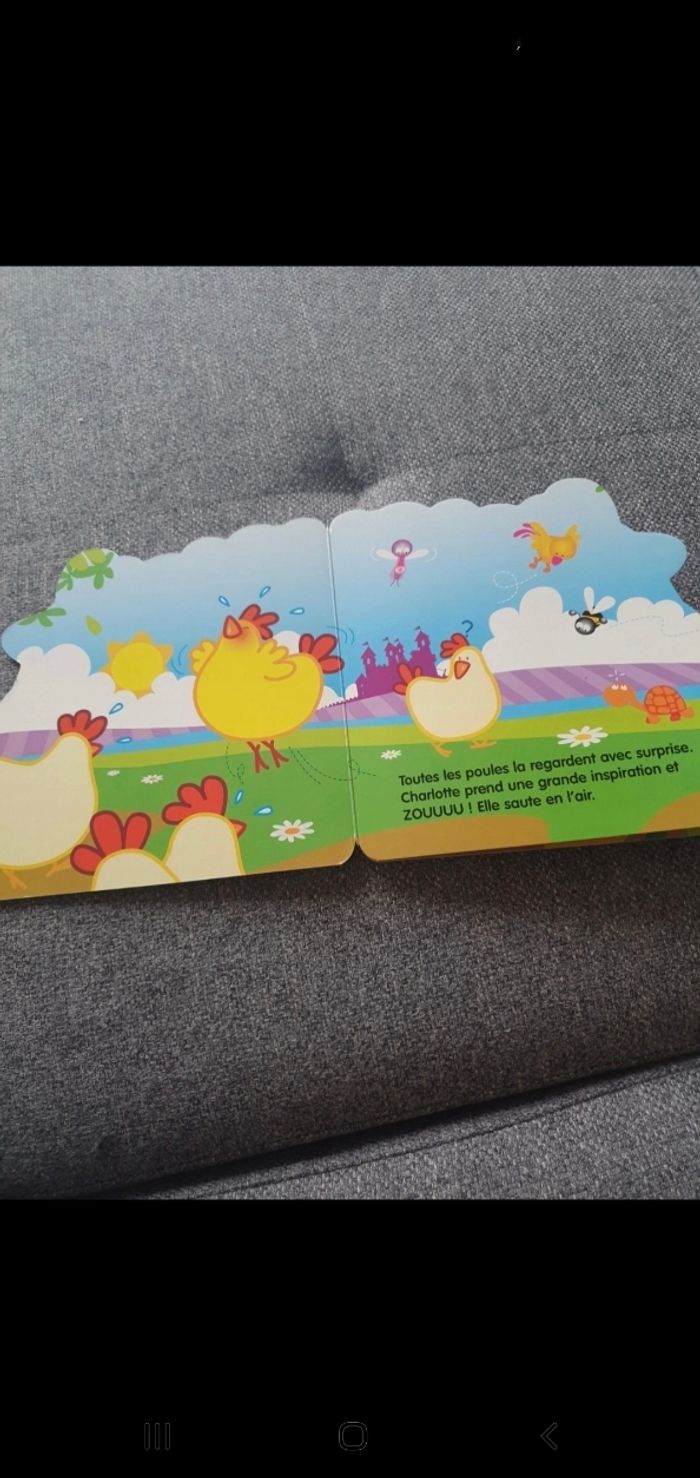 ?
Toutes les poules la regardent avec surprise.
Charlotte prend une grande inspiration et
ZOUUUU ! Elle saute en l'air.